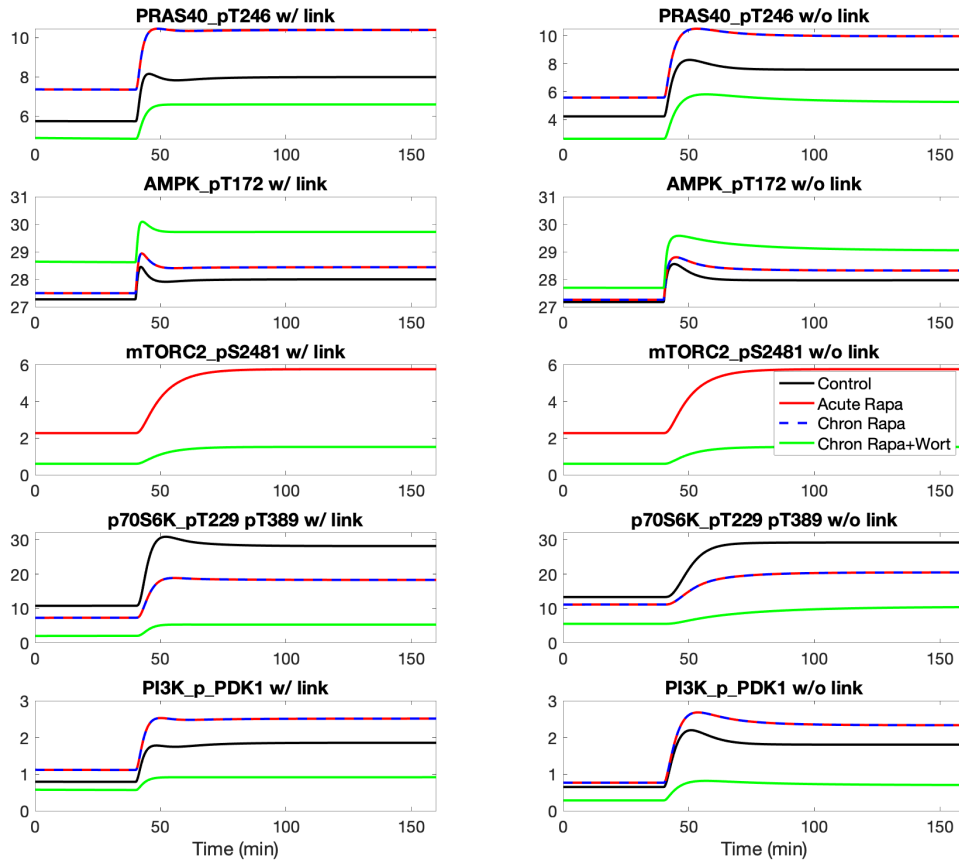 PRAS40_pT246 w/ link
10
8
6
0 50 100 150
PRAS40_pT246 w/o link
10
8
6
4
0 50 100 150
AMPK_pT172 w/ link
31
30
29
28
27
0 50 100 150
AMPK_pT172 w/o link
31
30
29
28
27
0 50 100 150
mTORC2_pS2481 w/ link
6
4
2
0
0 50 100 150
mTORC2_pS2481 w/o link
6
4
2
0
0 50 100 150
Control
Acute Rapa
Chron Rapa
Chron Rapa+Wort
p70S6K_pT229 pT389 w/ link
30
20
10
0
0 50 100 150
p70S6K_pT229 pT389 w/o link
30
20
10
0
0 50 100 150
PI3K_p_PDK1 w/ link
3
2
1
0
0 50 100 150
Time (min)
PI3K_p_PDK1 w/o link
3
2
1
0
0 50 100 150
Time (min)